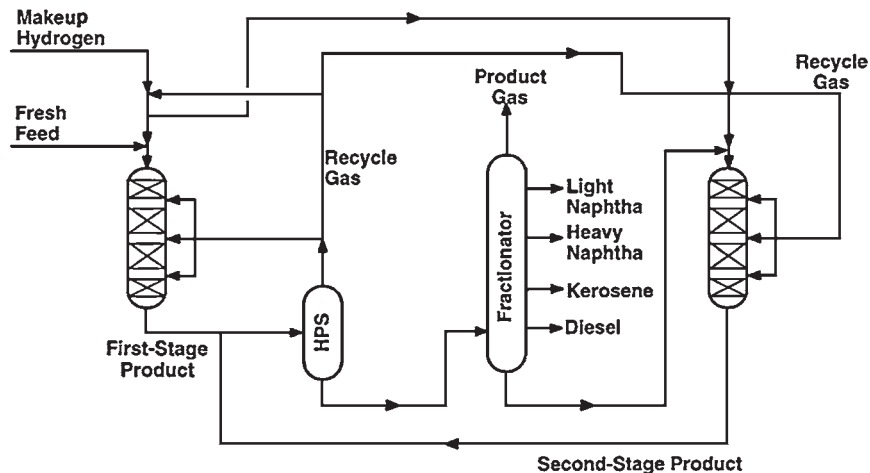 Makeup
Hydrogen
Fresh
Feed
Recycle
Gas
Product
Gas
Recycle
Gas
Light
Naphtha
Heavy
Naphtha
Kerosene
Diesel
Fractionator
HPS
First-Stage
Product
Second-Stage Product